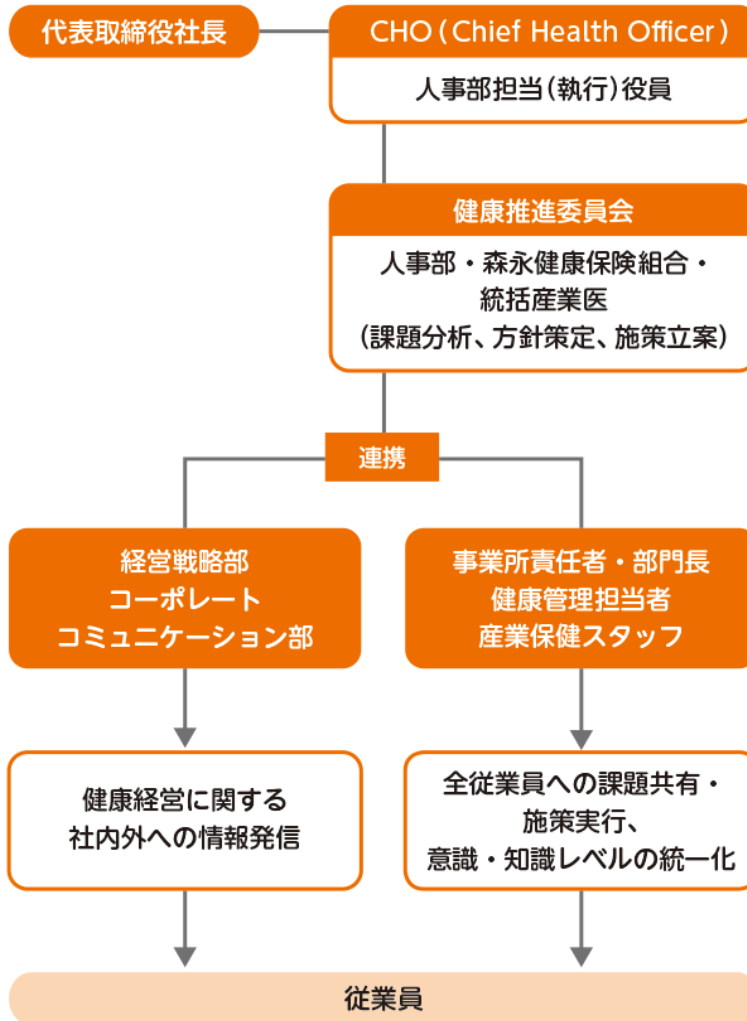 代表取締役社長
CHO(Chief Health Officer)
人事部担当(執行)役員
健康推進委員会
人事部・森永健康保険組合・
統括産業医
(課題分析、方針策定、施策立案)
連携
経営戦略部
コーポレート
コミュニケーション部
事業所責任者・部門長
健康管理担当者
産業保健スタッフ
健康経営に関する
社内外への情報発信
全従業員への課題共有・
施策実行、
意識・知識レベルの統一化
従業員